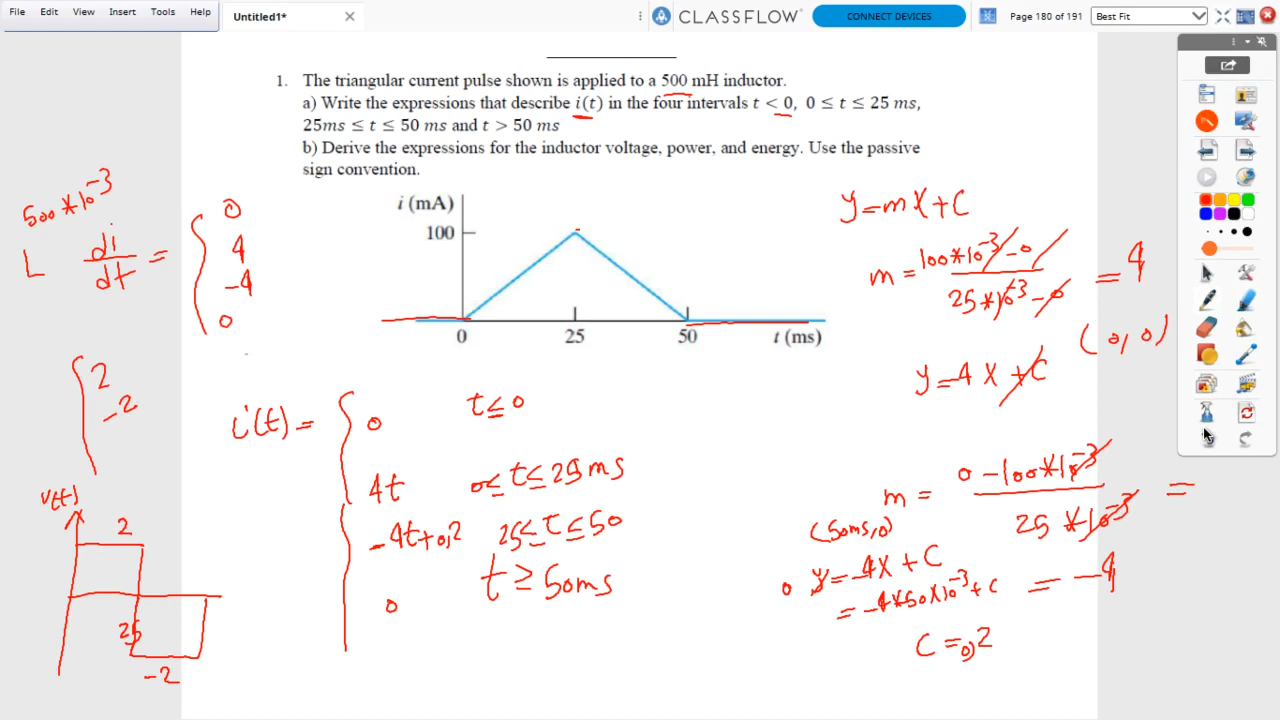 File Edit View Insert Tools Help
Untitled1*
CLASSFLOW
CONNECT DEVICES
Page 180 of 191
Best Fit
1. The triangular current pulse shown is applied to a 500 mH inductor.
a) Write the expressions that describe i(t) in the four intervals t < 0, 0 ≤ t ≤ 25 ms,
25ms ≤ t ≤ 50 ms and t > 50 ms
b) Derive the expressions for the inductor voltage, power, and energy. Use the passive
sign convention.
i (mA)
100
0 25 50 t (ms)
500*10^-3
L di/dt = { 0
4
-4
0
{ 2
-2
v(t)
2
25
-2
i(t) = { 0 t ≤ 0
4t 0 ≤ t ≤ 25ms
-4t+0,2 25 ≤ t ≤ 50
0 t ≥ 50ms
y=mX+C
m = 100*10^-3 - 0 / 25*10^-3 - 0 = 4
(0,0)
y=4X+C
m = 0 - 100*10^-3 / 25*10^-3 =
= -4
(50ms,0)
0 y=-4X+C
= -4*50*10^-3+C
C=0,2